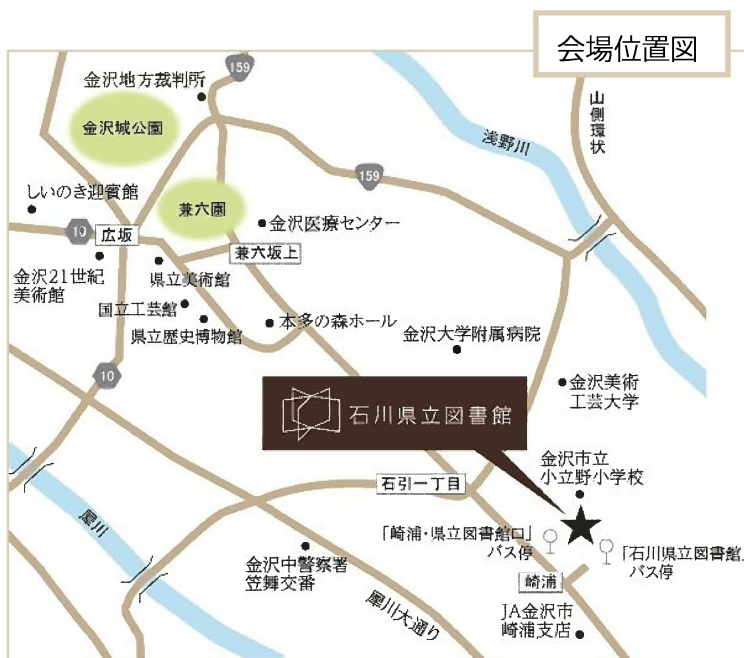 会場位置図
159
金沢地方裁判所
金沢城公園
山側環状
浅野川
159
しいのき迎賓館
兼六園
10
広坂
金沢医療センター
兼六坂上
金沢21世紀
美術館
県立美術館
国立工芸館
県立歴史博物館
本多の森ホール
金沢大学附属病院
10
金沢美術
工芸大学
石川県立図書館
金沢市立
小立野小学校
石引一丁目
犀川
「崎浦・県立図書館口」
バス停
「石川県立図書館」
バス停
金沢中警察署
笠舞交番
崎浦
犀川大通り
JA金沢市
崎浦支店